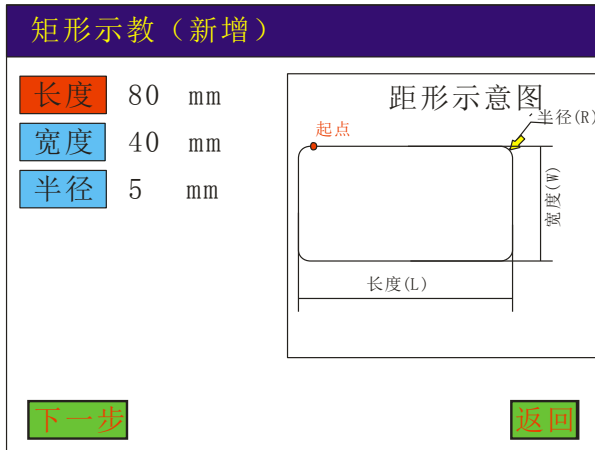 矩形示教（新增）
长度 80 mm
宽度 40 mm
半径 5 mm
距形示意图
起点
半径(R)
宽度(W)
长度(L)
下一步
返回